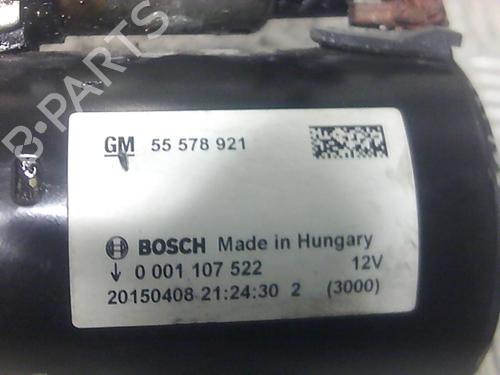 B-PARTS
GM 55 578 921
BOSCH Made in Hungary
0 001 107 522 12V
20150408 21:24:30 2 (3000)